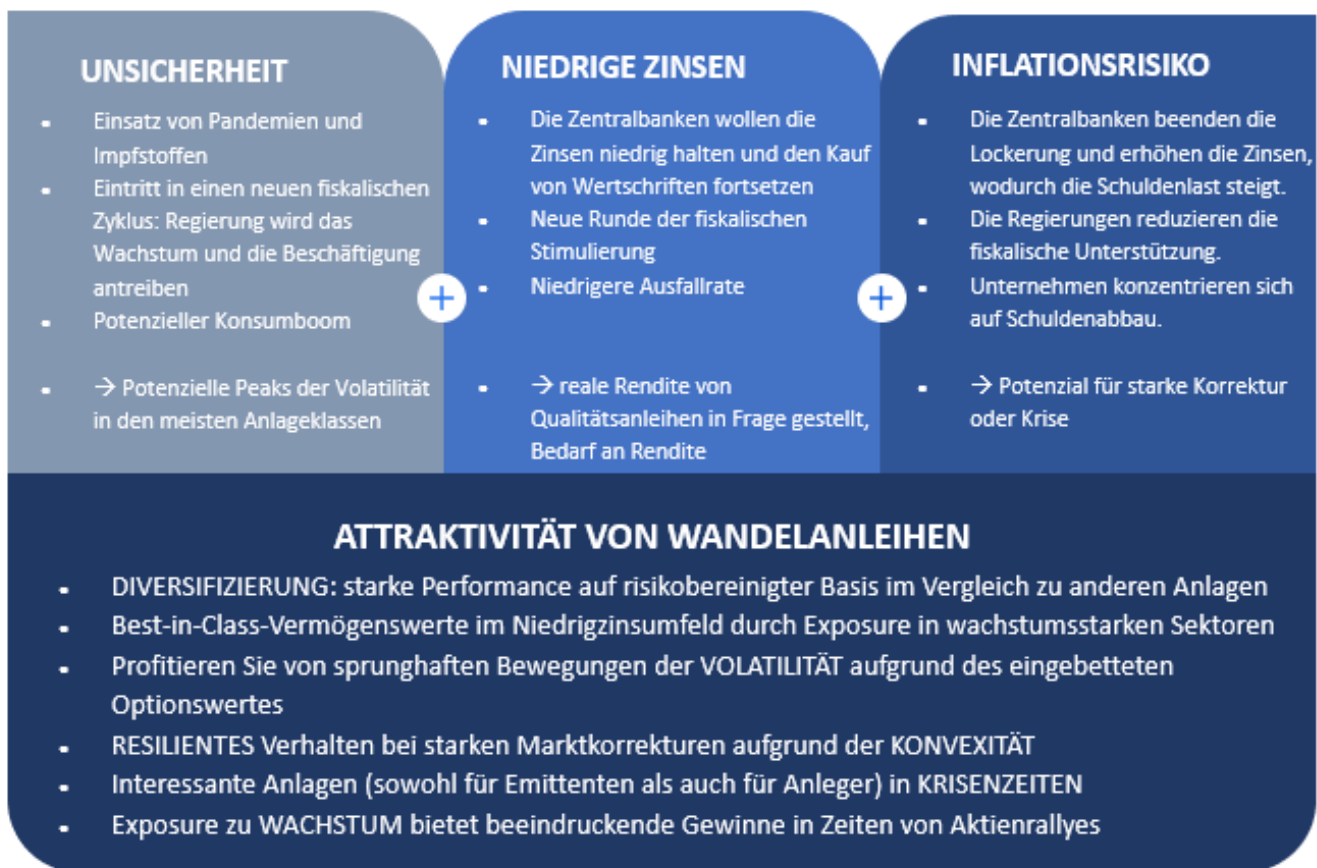 UNSICHERHEIT
▪ Einsatz von Pandemien und
Impfstoffen
▪ Eintritt in einen neuen fiskalischen
Zyklus: Regierung wird das
Wachstum und die Beschäftigung
antreiben
▪ Potenzieller Konsumboom
▪ → Potenzielle Peaks der Volatilität
in den meisten Anlageklassen
+
NIEDRIGE ZINSEN
▪ Die Zentralbanken wollen die
Zinsen niedrig halten und den Kauf
von Wertschriften fortsetzen
▪ Neue Runde der fiskalischen
Stimulierung
▪ Niedrigere Ausfallrate
▪ → reale Rendite von
Qualitätsanleihen in Frage gestellt,
Bedarf an Rendite
+
INFLATIONSRISIKO
▪ Die Zentralbanken beenden die
Lockerung und erhöhen die Zinsen,
wodurch die Schuldenlast steigt.
▪ Die Regierungen reduzieren die
fiskalische Unterstützung.
▪ Unternehmen konzentrieren sich
auf Schuldenabbau.
▪ → Potenzial für starke Korrektur
oder Krise
ATTRAKTIVITÄT VON WANDELANLEIHEN
▪ DIVERSIFIZIERUNG: starke Performance auf risikobereinigter Basis im Vergleich zu anderen Anlagen
▪ Best-in-Class-Vermögenswerte im Niedrigzinsumfeld durch Exposure in wachstumsstarken Sektoren
▪ Profitieren Sie von sprunghaften Bewegungen der VOLATILITÄT aufgrund des eingebetteten
Optionswertes
▪ RESILIENTES Verhalten bei starken Marktkorrekturen aufgrund der KONVEXITÄT
▪ Interessante Anlagen (sowohl für Emittenten als auch für Anleger) in KRISENZEITEN
▪ Exposure zu WACHSTUM bietet beeindruckende Gewinne in Zeiten von Aktienrallyes